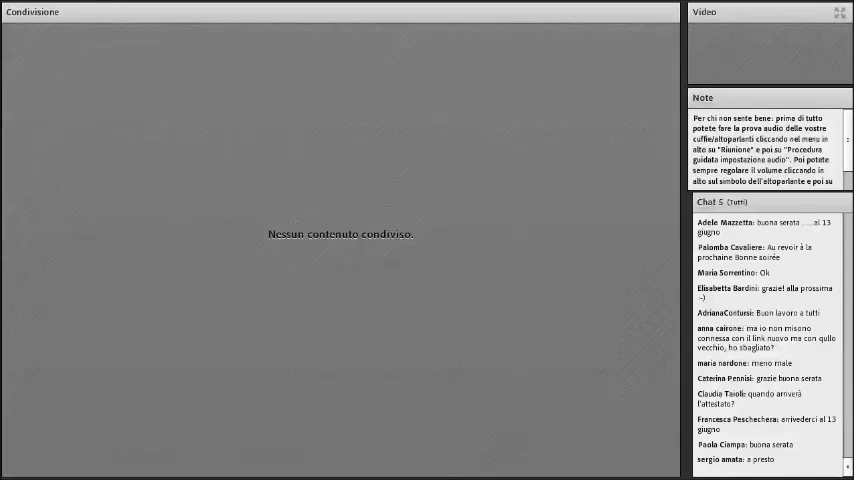 Condivisione
Nessun contenuto condiviso.
Video
Note
Per chi non sente bene: prima di tutto
potete fare la prova audio delle vostre
cuffie/altoparlanti cliccando nel menu in
alto su "Riunione" e poi su "Procedura
guidata impostazione audio". Poi potete
sempre regolare il volume cliccando in
alto sul simbolo dell'altoparlante e poi su
Chat 5 (Tutti)
Adele Mazzetta: buona serata ......al 13
giugno
Palomba Cavaliere: Au revoir à la
prochaine Bonne soirée
Maria Sorrentino: Ok
Elisabetta Bardini: grazie! alla prossima
:-)
AdrianaContursi: Buon lavoro a tutti
anna cairone: ma io non misono
connessa con il link nuovo ma con qullo
vecchio, ho sbagliato?
maria nardone: meno male
Caterina Pennisi: grazie buona serata
Claudia Taioli: quando arriverà
l'attestato?
Francesca Peschechera: arrivederci al 13
giugno
Paola Ciampa: buona serata
sergio amata: a presto